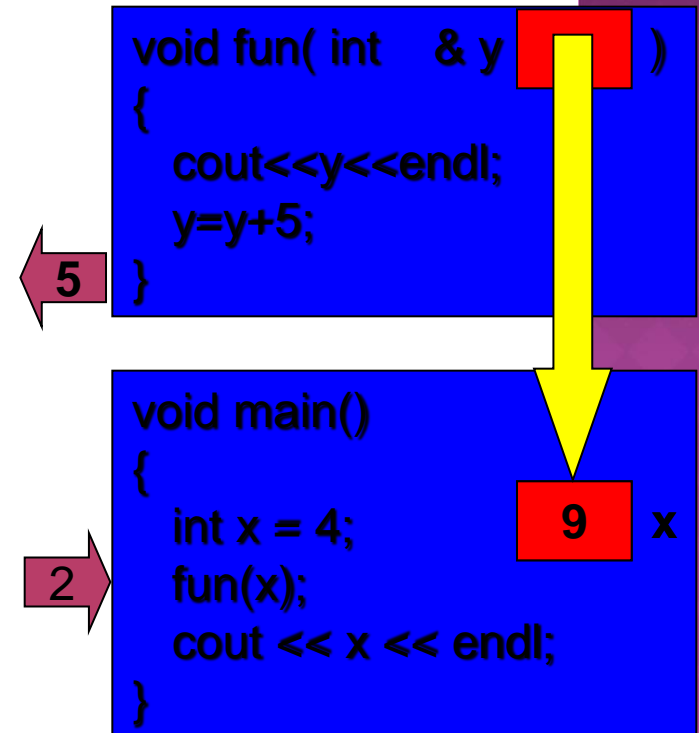 void fun( int & y )
{
cout<<y<<endl;
y=y+5;
5 }
void main()
{
int x = 4; 9 x
2 fun(x);
cout << x << endl;
}